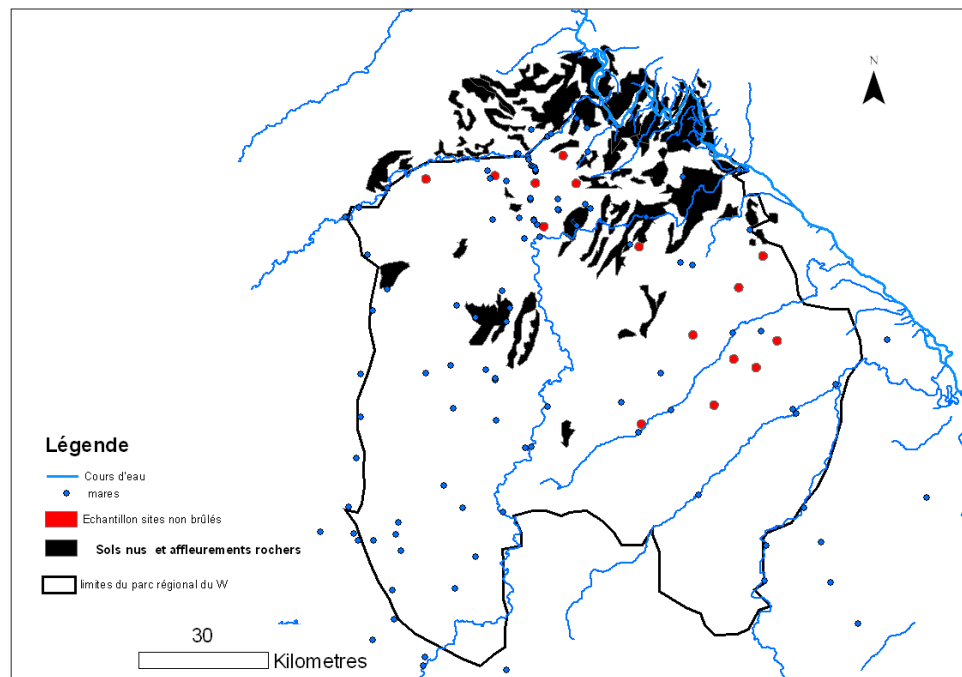 N
Légende
Cours d'eau
mares
Echantillon sites non brûlés
Sols nus et affleurements rochers
limites du parc régional du W
30
Kilometres